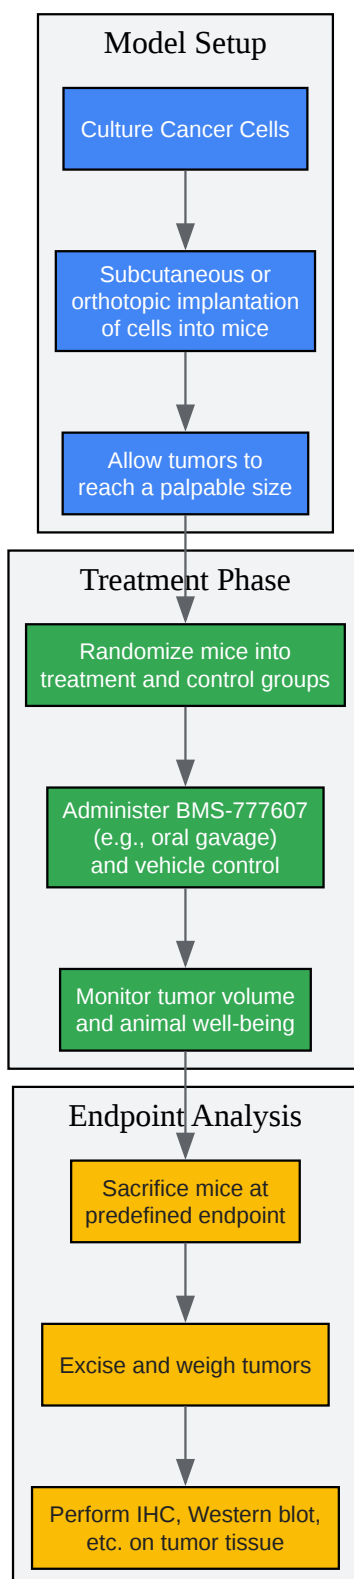 Model Setup
Culture Cancer Cells
Subcutaneous or
orthotopic implantation
of cells into mice
Allow tumors to
reach a palpable size
Treatment Phase
Randomize mice into
treatment and control groups
Administer BMS-777607
(e.g., oral gavage)
and vehicle control
Monitor tumor volume
and animal well-being
Endpoint Analysis
Sacrifice mice at
predefined endpoint
Excise and weigh tumors
Perform IHC, Western blot,
etc. on tumor tissue